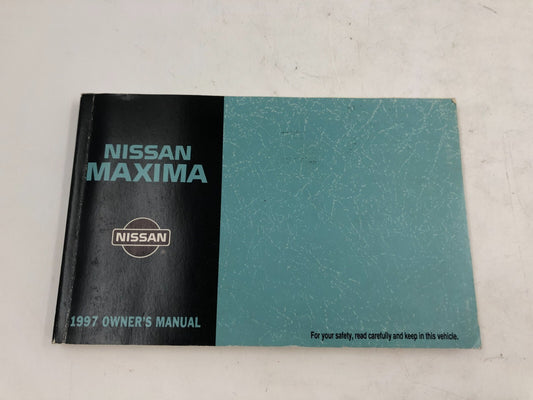 NISSAN
MAXIMA
NISSAN
1997 OWNER'S MANUAL
For your safety, read carefully and keep in this vehicle.